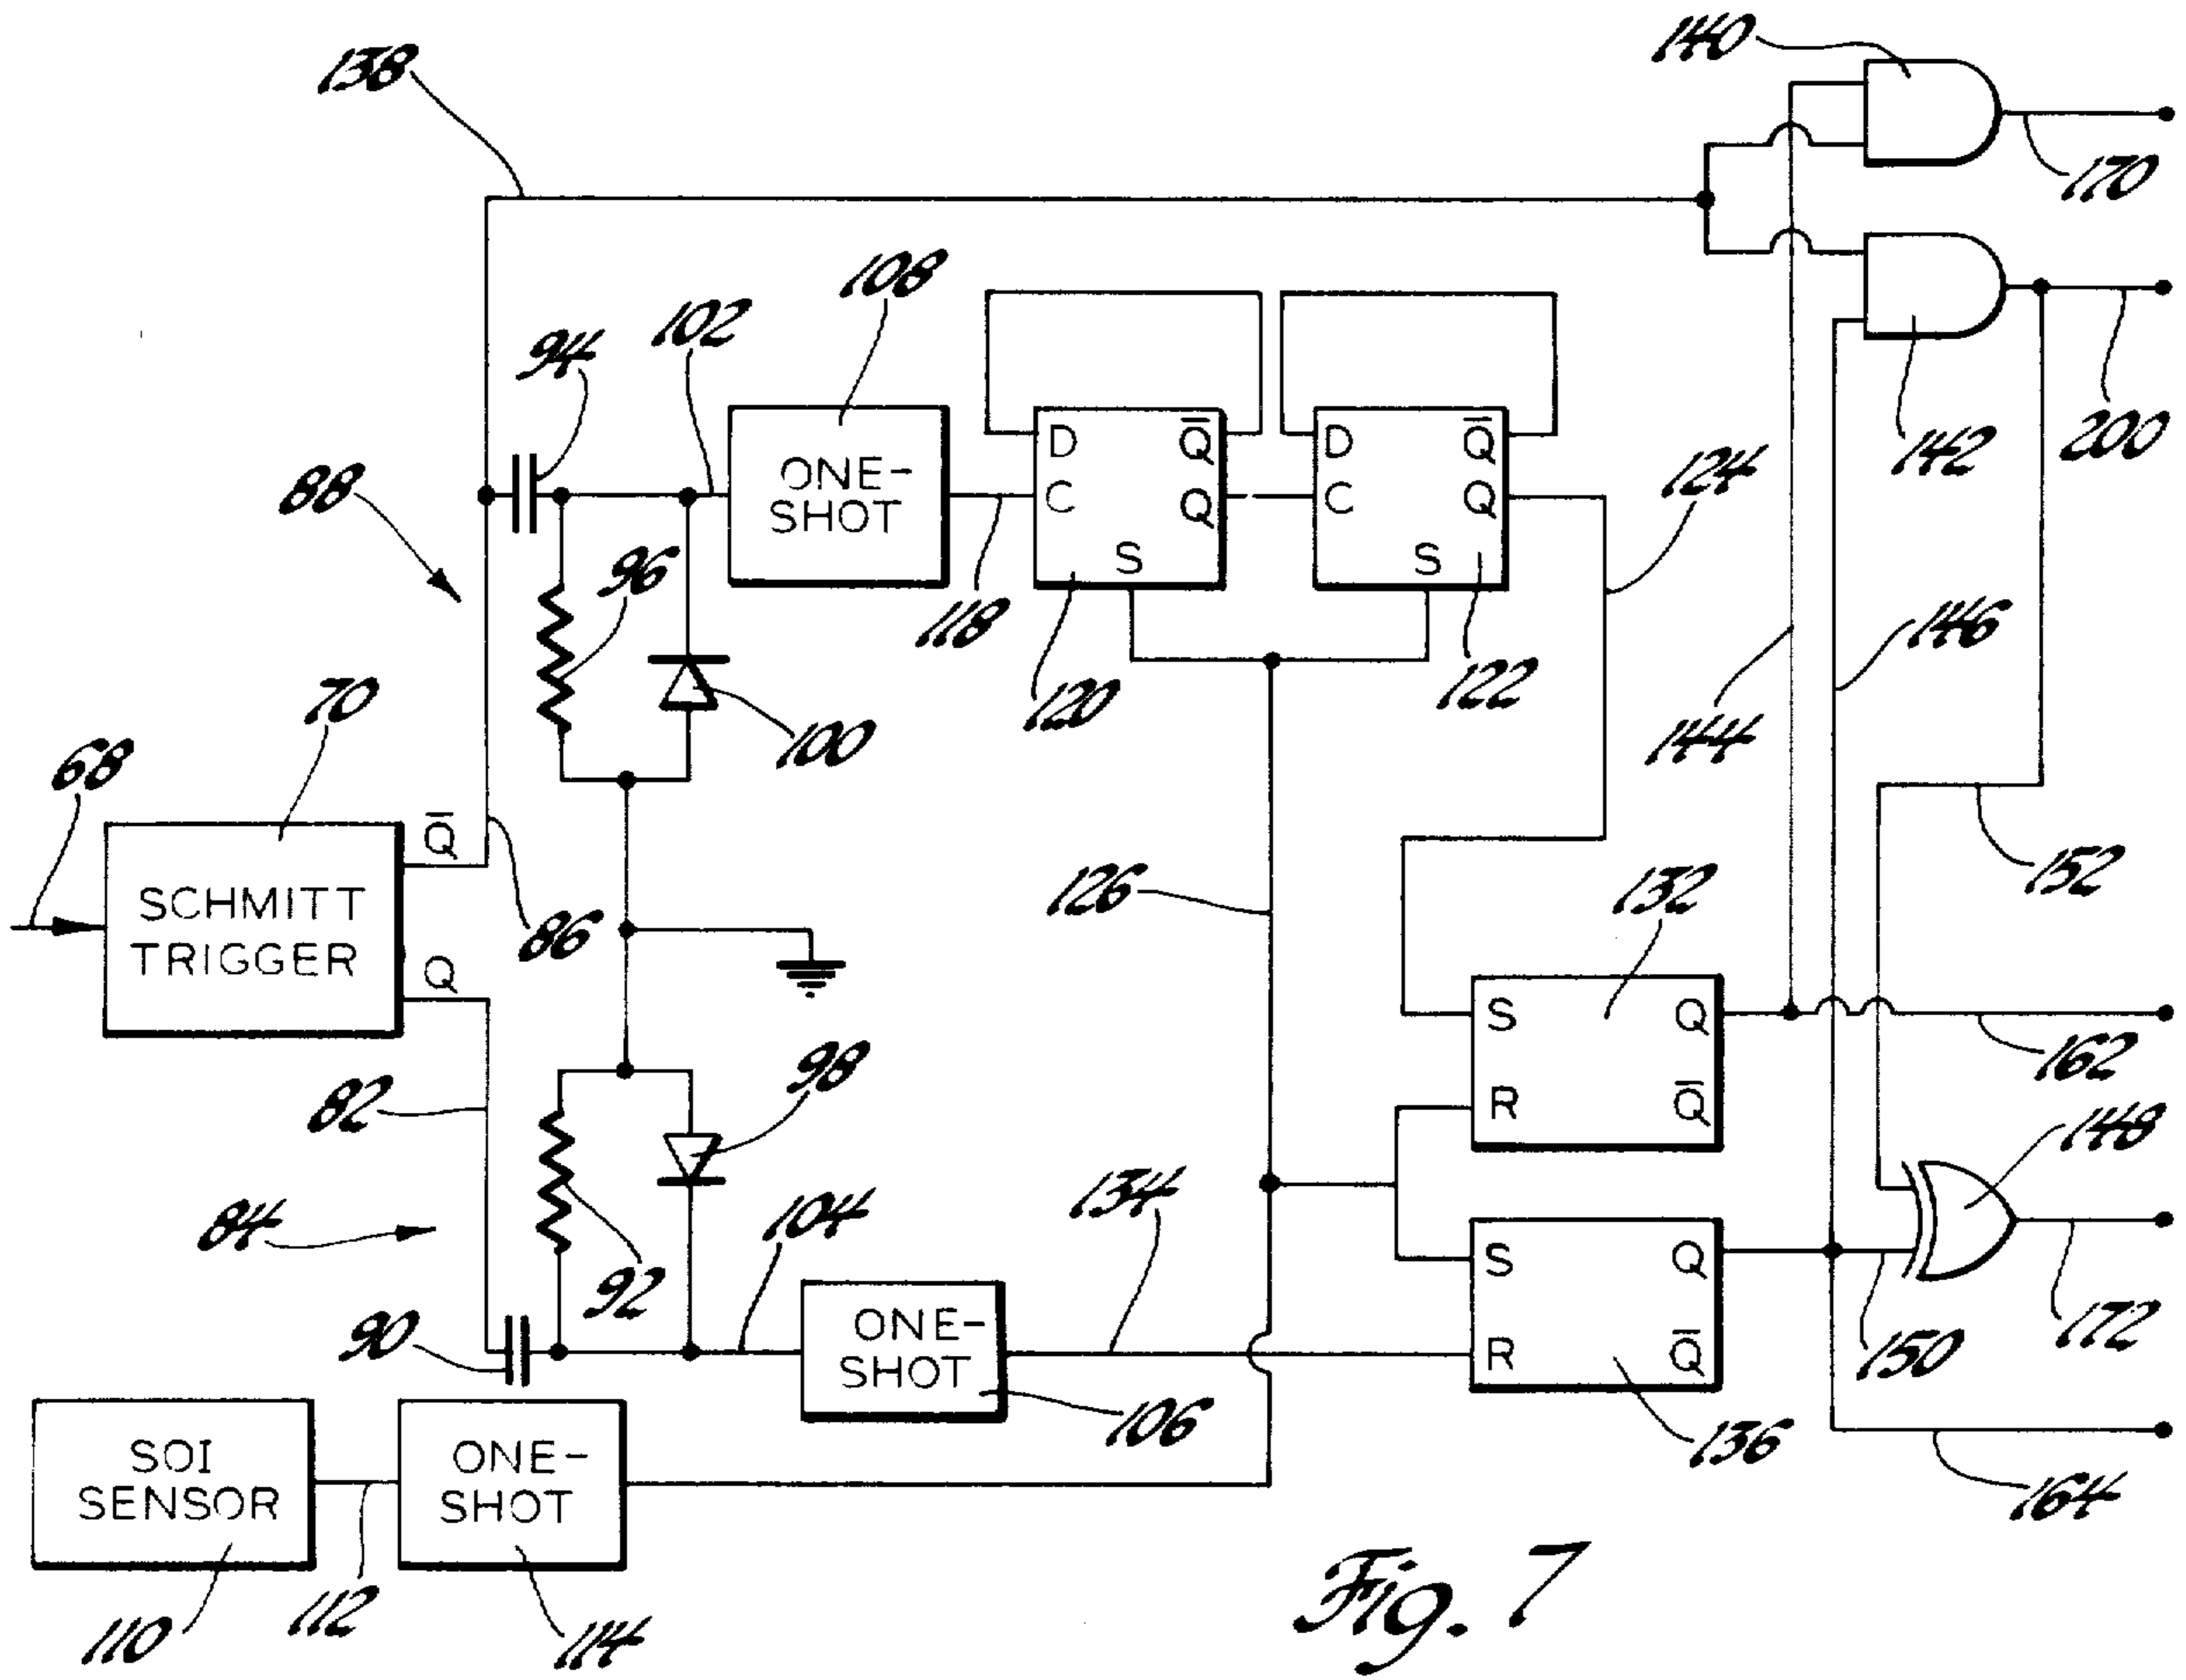 138
140
170
108
102
94
D
Q̅
C
Q
S
D
Q̅
C
Q
S
ONE-
SHOT
88
96
118
120
122
124
142
200
144
146
100
70
68
SCHMITT
TRIGGER
Q̅
Q
86
126
132
152
S
Q
R
Q̅
162
82
98
148
84
92
104
134
S
Q
R
Q̅
172
150
90
ONE-
SHOT
106
136
164
SOI
SENSOR
ONE-
SHOT
110
112
114
Fig. 7